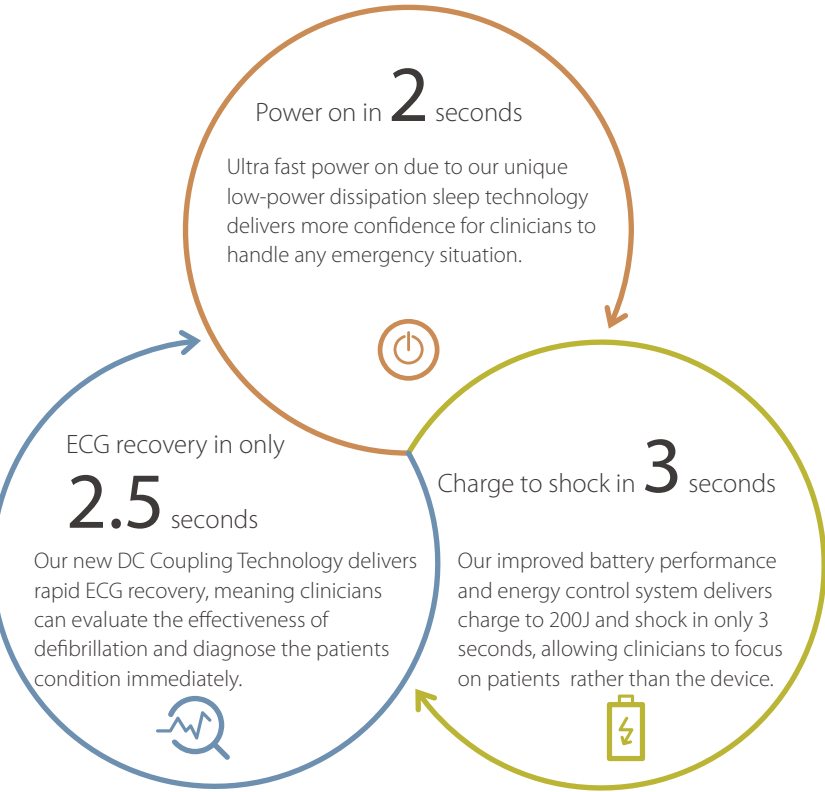 Power on in 2 seconds
Ultra fast power on due to our unique
low-power dissipation sleep technology
delivers more confidence for clinicians to
handle any emergency situation.
ECG recovery in only
2.5 seconds
Our new DC Coupling Technology delivers
rapid ECG recovery, meaning clinicians
can evaluate the effectiveness of
defibrillation and diagnose the patients
condition immediately.
Charge to shock in 3 seconds
Our improved battery performance
and energy control system delivers
charge to 200J and shock in only 3
seconds, allowing clinicians to focus
on patients rather than the device.